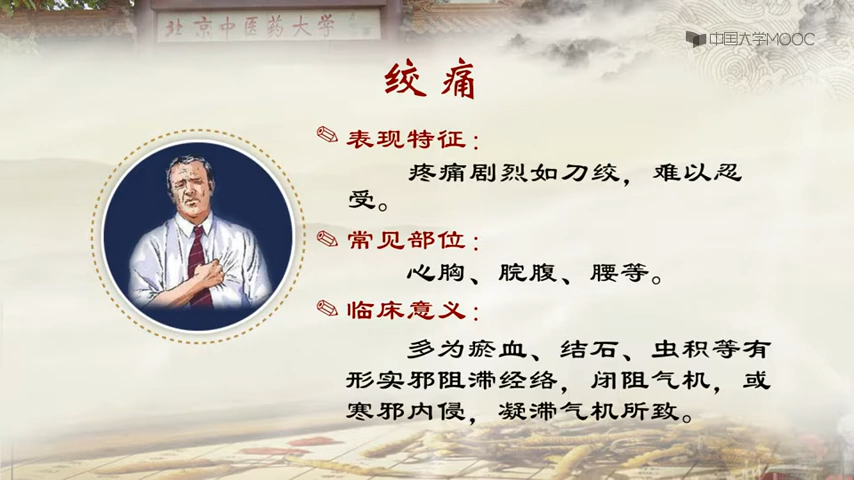 北京中医药大学
中国大学MOOC
绞痛
表现特征：
疼痛剧烈如刀绞，难以忍
受。
常见部位：
心胸、脘腹、腰等。
临床意义：
多为瘀血、结石、虫积等有
形实邪阻滞经络，闭阻气机，或
寒邪内侵，凝滞气机所致。